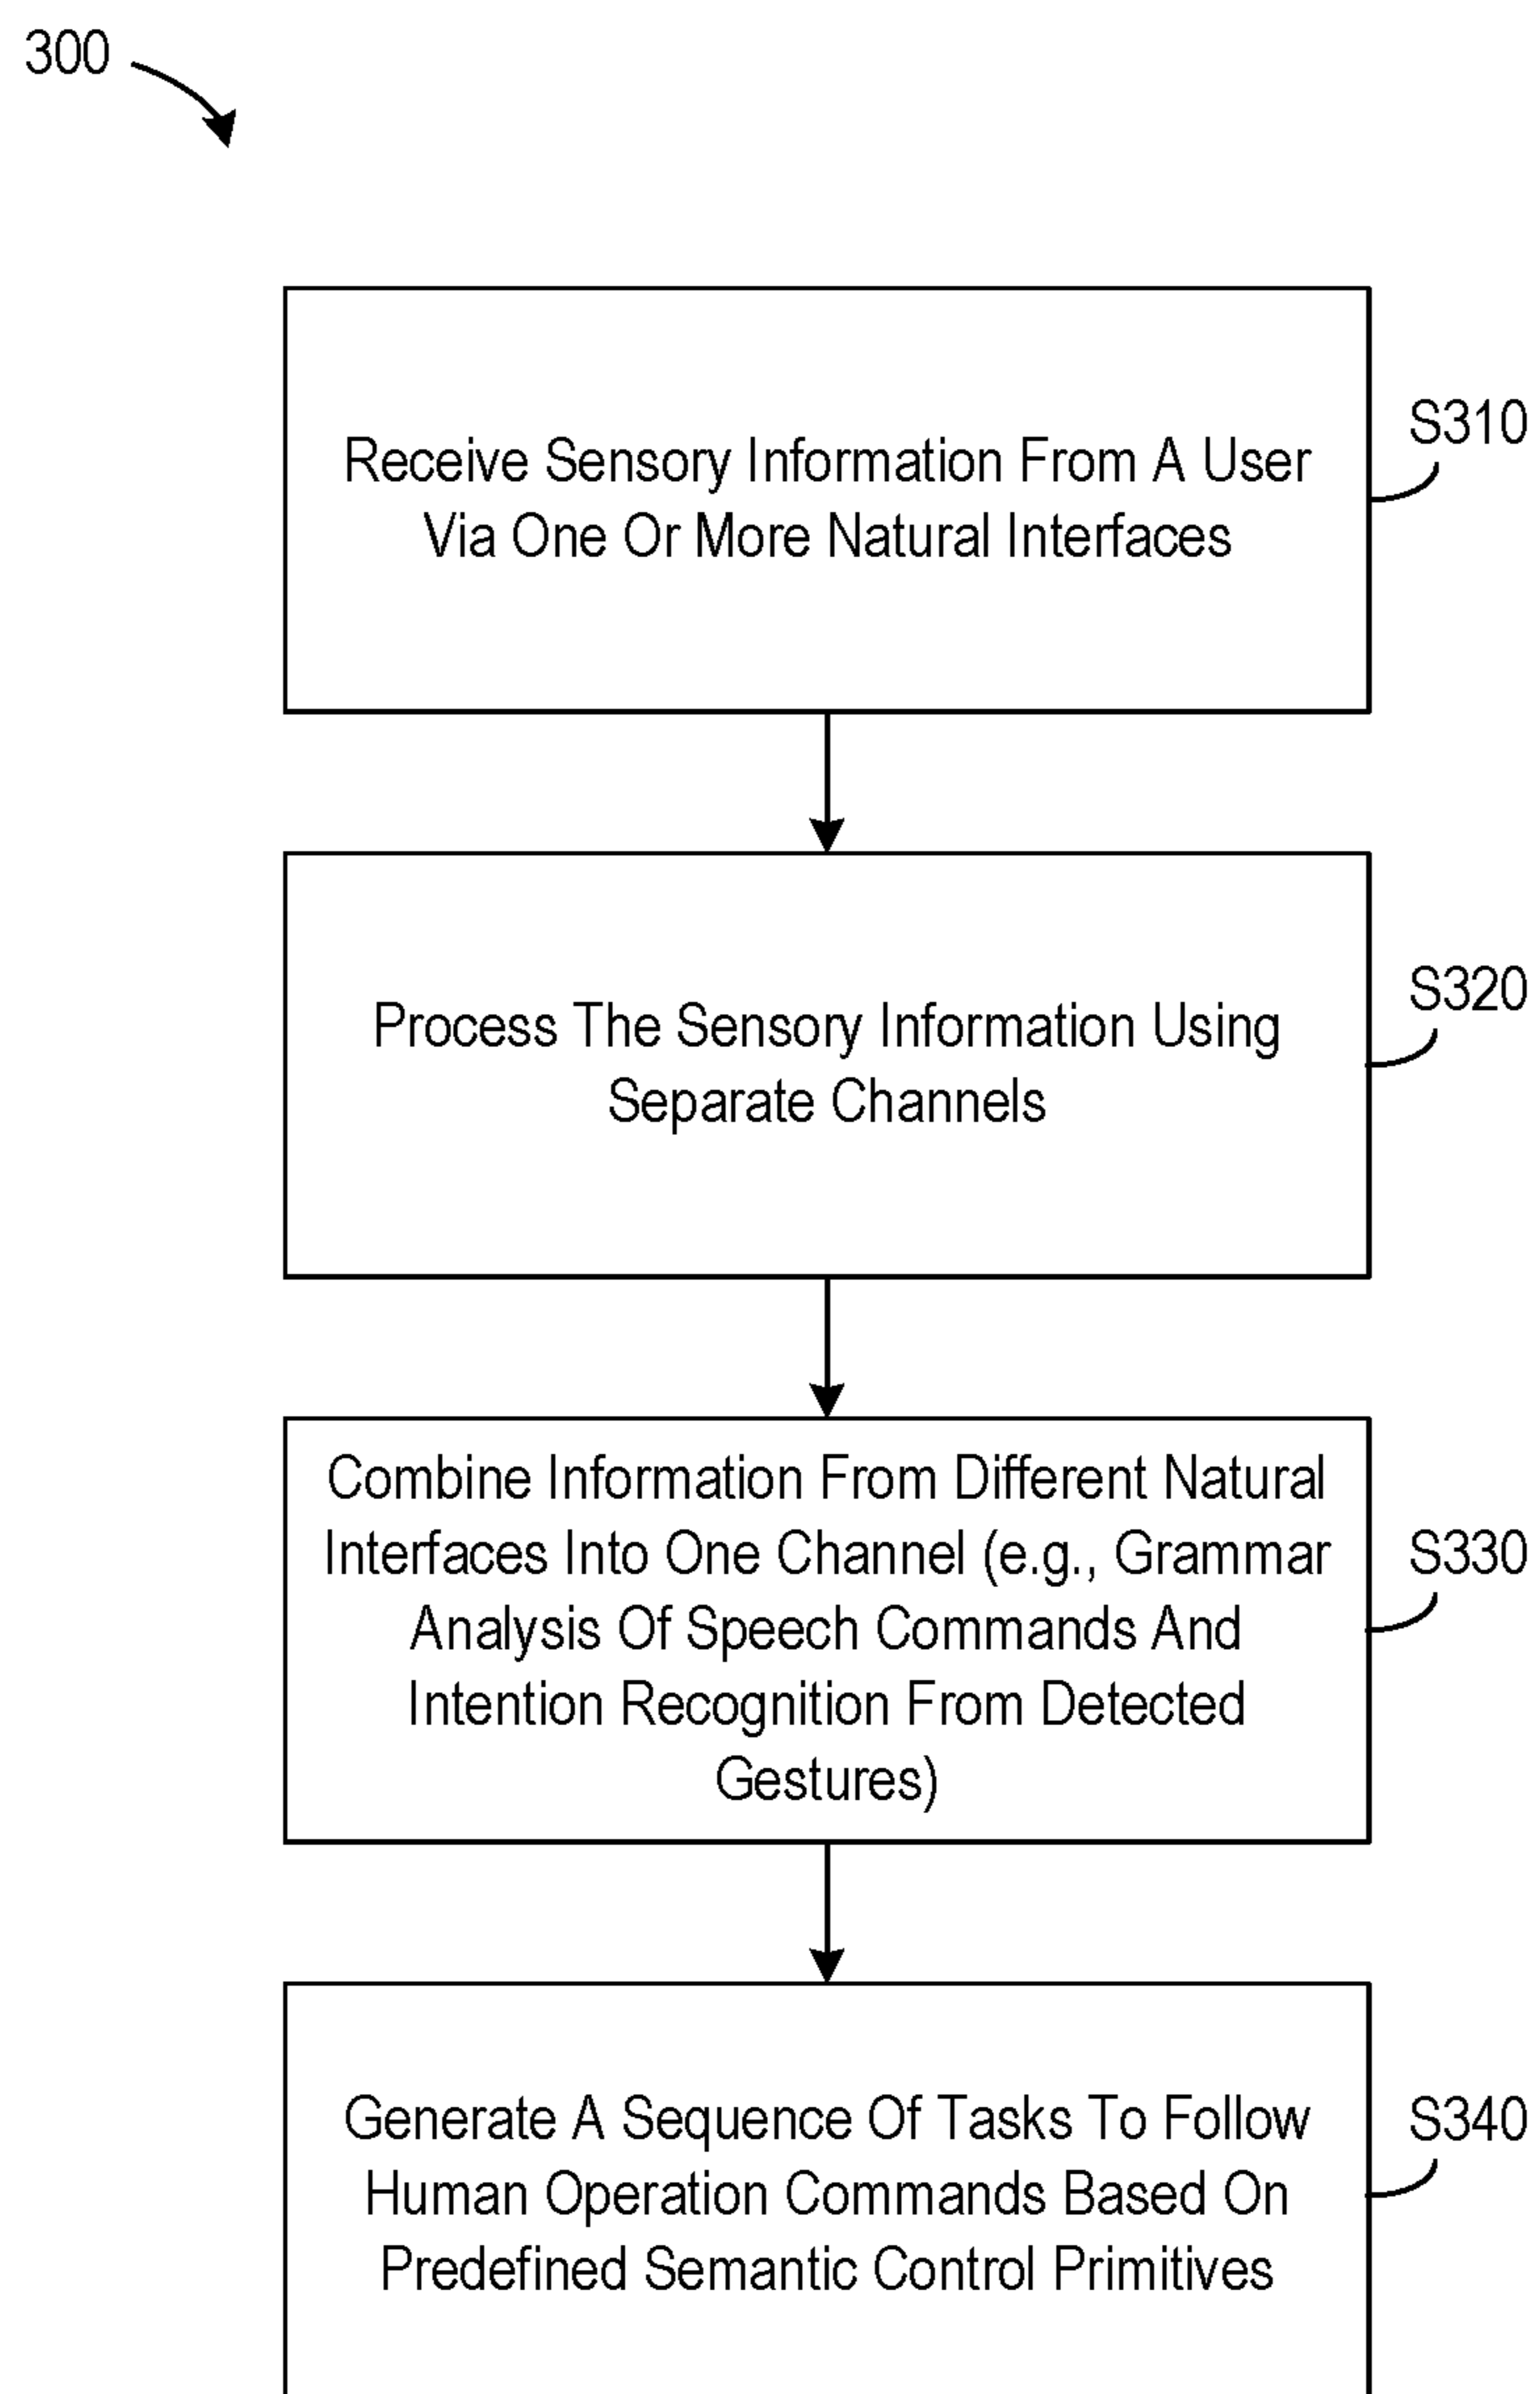 300
Receive Sensory Information From A User
Via One Or More Natural Interfaces
S310
Process The Sensory Information Using
Separate Channels
S320
Combine Information From Different Natural
Interfaces Into One Channel (e.g., Grammar
Analysis Of Speech Commands And
Intention Recognition From Detected
Gestures)
S330
Generate A Sequence Of Tasks To Follow
Human Operation Commands Based On
Predefined Semantic Control Primitives
S340